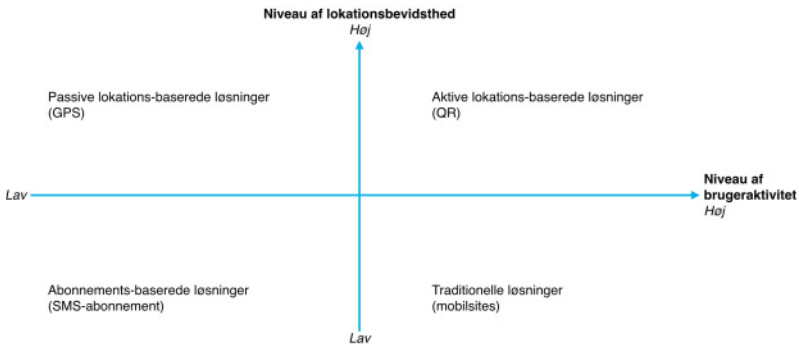 Niveau af lokationsbevidsthed
Høj
Passive lokations-baserede løsninger
(GPS)
Aktive lokations-baserede løsninger
(QR)
Lav
Niveau af
brugeraktivitet
Høj
Abonnements-baserede løsninger
(SMS-abonnement)
Traditionelle løsninger
(mobilsites)
Lav